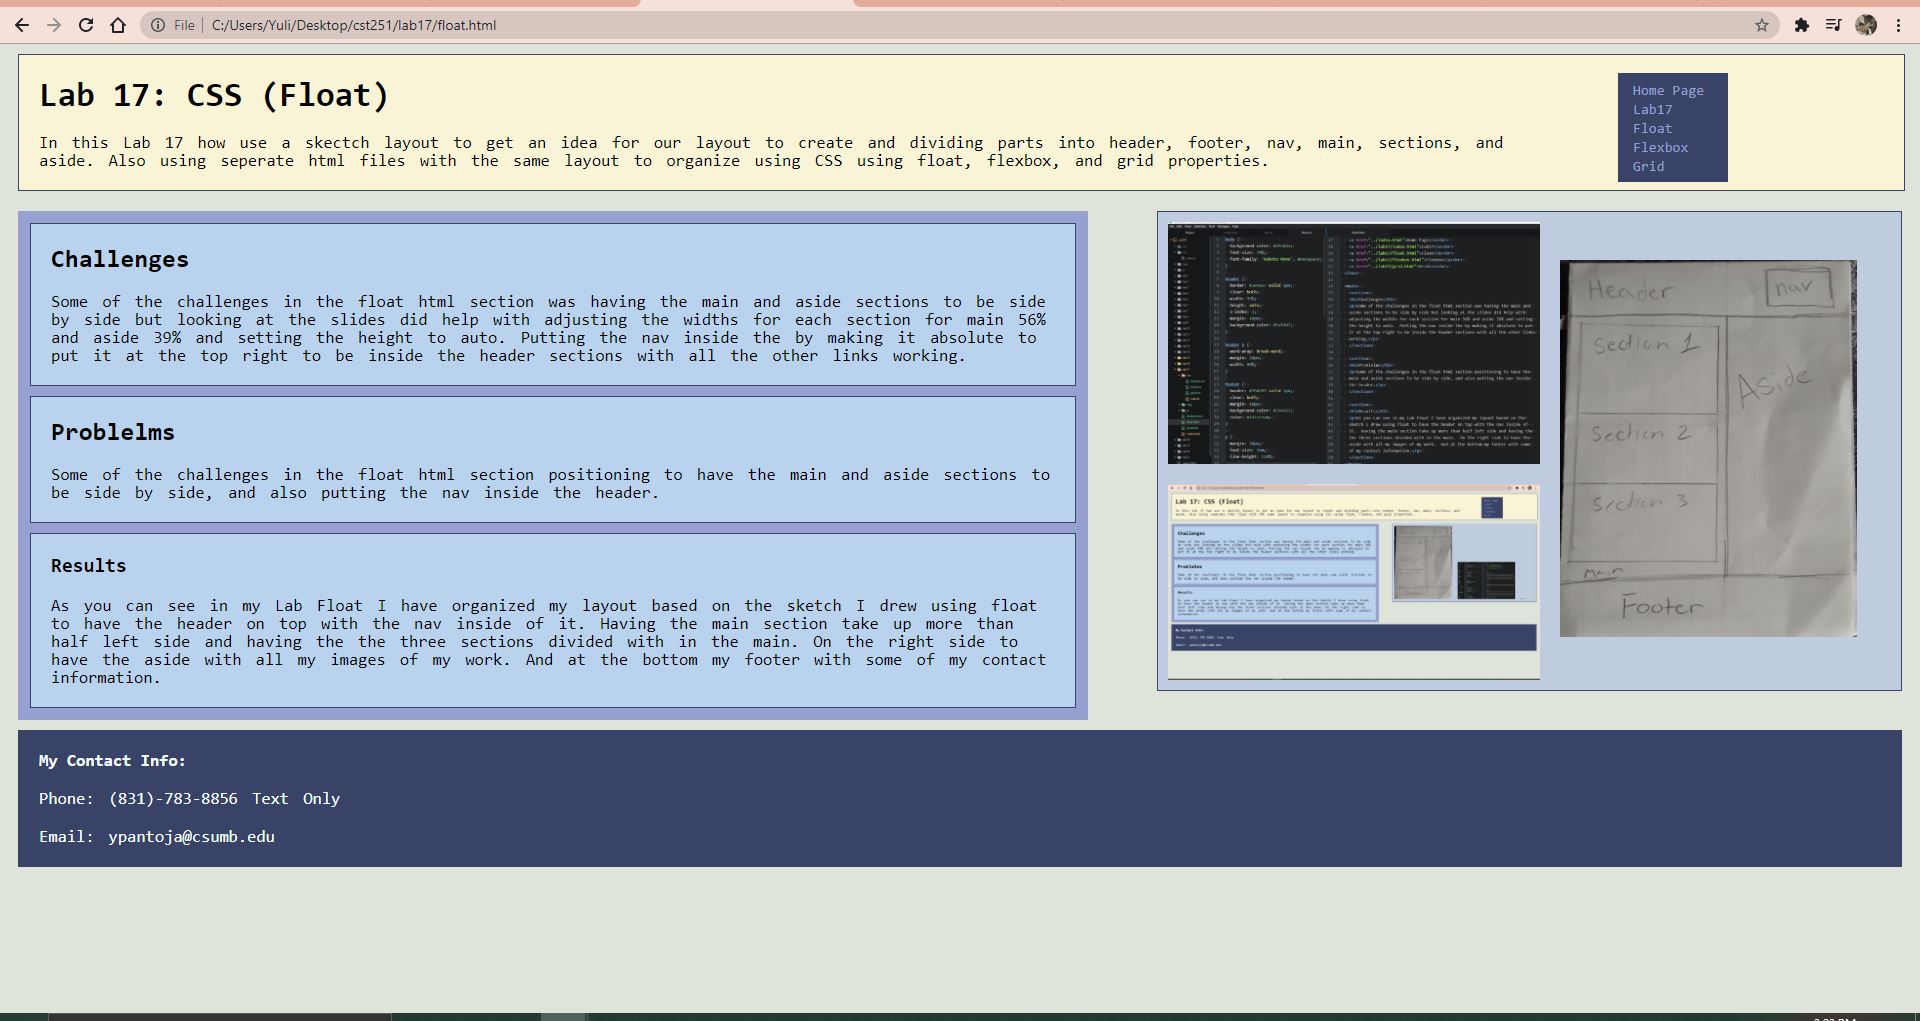 File | C:/Users/Yuli/Desktop/cst251/lab17/float.html
Lab 17: CSS (Float)
In this Lab 17 how use a skectch layout to get an idea for our layout to create and dividing parts into header, footer, nav, main, sections, and
aside. Also using seperate html files with the same layout to organize using CSS using float, flexbox, and grid properties.
Home Page
Lab17
Float
Flexbox
Grid
Challenges
Some of the challenges in the float html section was having the main and aside sections to be side
by side but looking at the slides did help with adjusting the widths for each section for main 56%
and aside 39% and setting the height to auto. Putting the nav inside the by making it absolute to
put it at the top right to be inside the header sections with all the other links working.
Problelms
Some of the challenges in the float html section positioning to have the main and aside sections to
be side by side, and also putting the nav inside the header.
Results
As you can see in my Lab Float I have organized my layout based on the sketch I drew using float
to have the header on top with the nav inside of it. Having the main section take up more than
half left side and having the the three sections divided with in the main. On the right side to
have the aside with all my images of my work. And at the bottom my footer with some of my contact
information.
Header
nav
Section 1
Aside
Section 2
Section 3
Main
Footer
Lab 17: CSS (Float)
Challenges
Problelms
Results
My Contact Info:
Phone: (831)-783-8856 Text Only
Email: ypantoja@csumb.edu